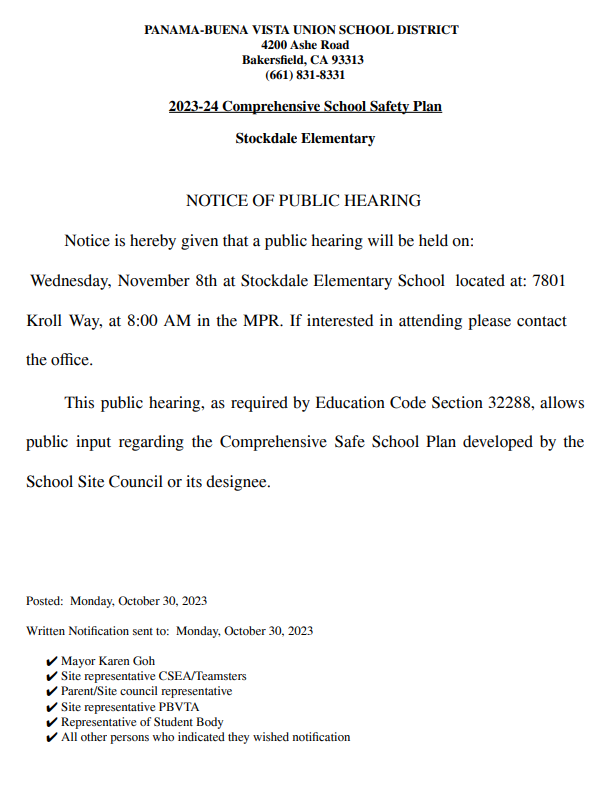 PANAMA-BUENA VISTA UNION SCHOOL DISTRICT
4200 Ashe Road
Bakersfield, CA 93313
(661) 831-8331
2023-24 Comprehensive School Safety Plan
Stockdale Elementary
NOTICE OF PUBLIC HEARING
Notice is hereby given that a public hearing will be held on:
Wednesday, November 8th at Stockdale Elementary School located at: 7801
Kroll Way, at 8:00 AM in the MPR. If interested in attending please contact
the office.
This public hearing, as required by Education Code Section 32288, allows
public input regarding the Comprehensive Safe School Plan developed by the
School Site Council or its designee.
Posted: Monday, October 30, 2023
Written Notification sent to: Monday, October 30, 2023
✔ Mayor Karen Goh
✔ Site representative CSEA/Teamsters
✔ Parent/Site council representative
✔ Site representative PBVTA
✔ Representative of Student Body
✔ All other persons who indicated they wished notification